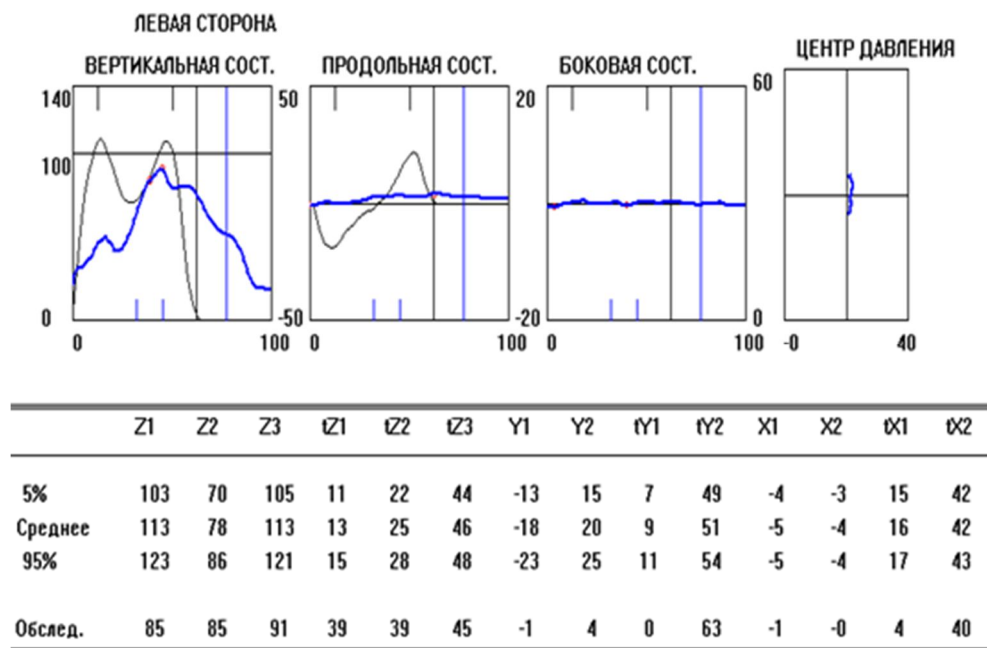 ЛЕВАЯ СТОРОНА
ВЕРТИКАЛЬНАЯ СОСТ. ПРОДОЛЬНАЯ СОСТ. БОКОВАЯ СОСТ. ЦЕНТР ДАВЛЕНИЯ
140 50 20 60
100
0 -50 -20 0
0 100 0 100 0 100 -0 40
Z1 Z2 Z3 tZ1 tZ2 tZ3 Y1 Y2 tY1 tY2 X1 X2 tX1 tX2
5% 103 70 105 11 22 44 -13 15 7 49 -4 -3 15 42
Среднее 113 78 113 13 25 46 -18 20 9 51 -5 -4 16 42
95% 123 86 121 15 28 48 -23 25 11 54 -5 -4 17 43
Обслед. 85 85 91 39 39 45 -1 4 0 63 -1 -0 4 40